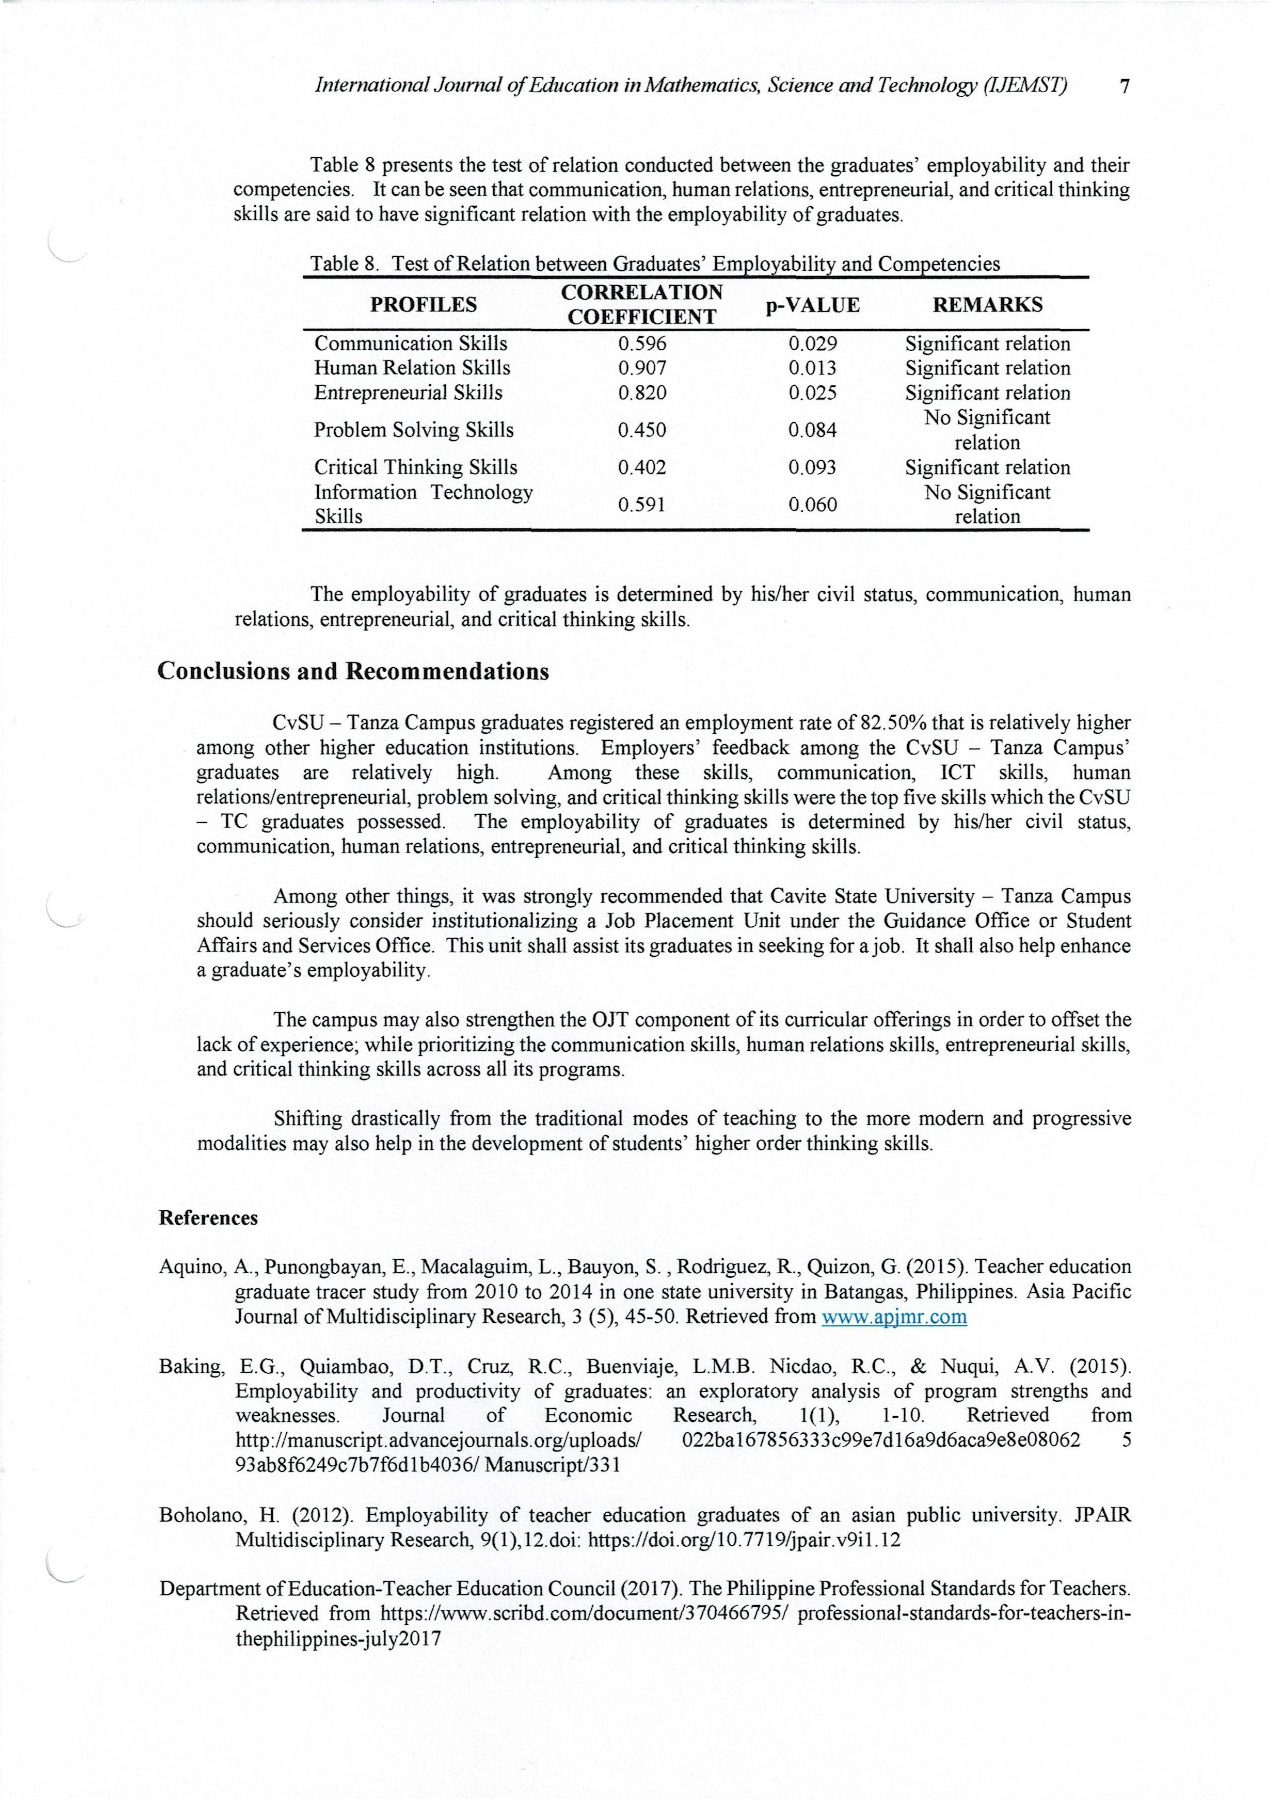 International Journal of Education in Mathematics, Science and Technology (IJEMST) 7
Table 8 presents the test of relation conducted between the graduates' employability and their
competencies. It can be seen that communication, human relations, entrepreneurial, and critical thinking
skills are said to have significant relation with the employability of graduates.
Table 8. Test of Relation between Graduates' Employability and Competencies
PROFILES CORRELATION COEFFICIENT p-VALUE REMARKS
Communication Skills 0.596 0.029 Significant relation
Human Relation Skills 0.907 0.013 Significant relation
Entrepreneurial Skills 0.820 0.025 Significant relation
Problem Solving Skills 0.450 0.084 No Significant relation
Critical Thinking Skills 0.402 0.093 Significant relation
Information Technology Skills 0.591 0.060 No Significant relation
The employability of graduates is determined by his/her civil status, communication, human
relations, entrepreneurial, and critical thinking skills.
Conclusions and Recommendations
CvSU – Tanza Campus graduates registered an employment rate of 82.50% that is relatively higher
among other higher education institutions. Employers' feedback among the CvSU – Tanza Campus'
graduates are relatively high. Among these skills, communication, ICT skills, human
relations/entrepreneurial, problem solving, and critical thinking skills were the top five skills which the CvSU
– TC graduates possessed. The employability of graduates is determined by his/her civil status,
communication, human relations, entrepreneurial, and critical thinking skills.
Among other things, it was strongly recommended that Cavite State University – Tanza Campus
should seriously consider institutionalizing a Job Placement Unit under the Guidance Office or Student
Affairs and Services Office. This unit shall assist its graduates in seeking for a job. It shall also help enhance
a graduate's employability.
The campus may also strengthen the OJT component of its curricular offerings in order to offset the
lack of experience; while prioritizing the communication skills, human relations skills, entrepreneurial skills,
and critical thinking skills across all its programs.
Shifting drastically from the traditional modes of teaching to the more modern and progressive
modalities may also help in the development of students' higher order thinking skills.
References
Aquino, A., Punongbayan, E., Macalaguim, L., Bauyon, S. , Rodriguez, R., Quizon, G. (2015). Teacher education
graduate tracer study from 2010 to 2014 in one state university in Batangas, Philippines. Asia Pacific
Journal of Multidisciplinary Research, 3 (5), 45-50. Retrieved from www.apjmr.com
Baking, E.G., Quiambao, D.T., Cruz, R.C., Buenviaje, L.M.B. Nicdao, R.C., & Nuqui, A.V. (2015).
Employability and productivity of graduates: an exploratory analysis of program strengths and
weaknesses. Journal of Economic Research, 1(1), 1-10. Retrieved from
http://manuscript.advancejournals.org/uploads/ 022ba167856333c99e7d16a9d6aca9e8e08062 5
93ab8f6249c7b7f6d1b4036/ Manuscript/331
Boholano, H. (2012). Employability of teacher education graduates of an asian public university. JPAIR
Multidisciplinary Research, 9(1),12.doi: https://doi.org/10.7719/jpair.v9i1.12
Department of Education-Teacher Education Council (2017). The Philippine Professional Standards for Teachers.
Retrieved from https://www.scribd.com/document/370466795/ professional-standards-for-teachers-in-
thephilippines-july2017